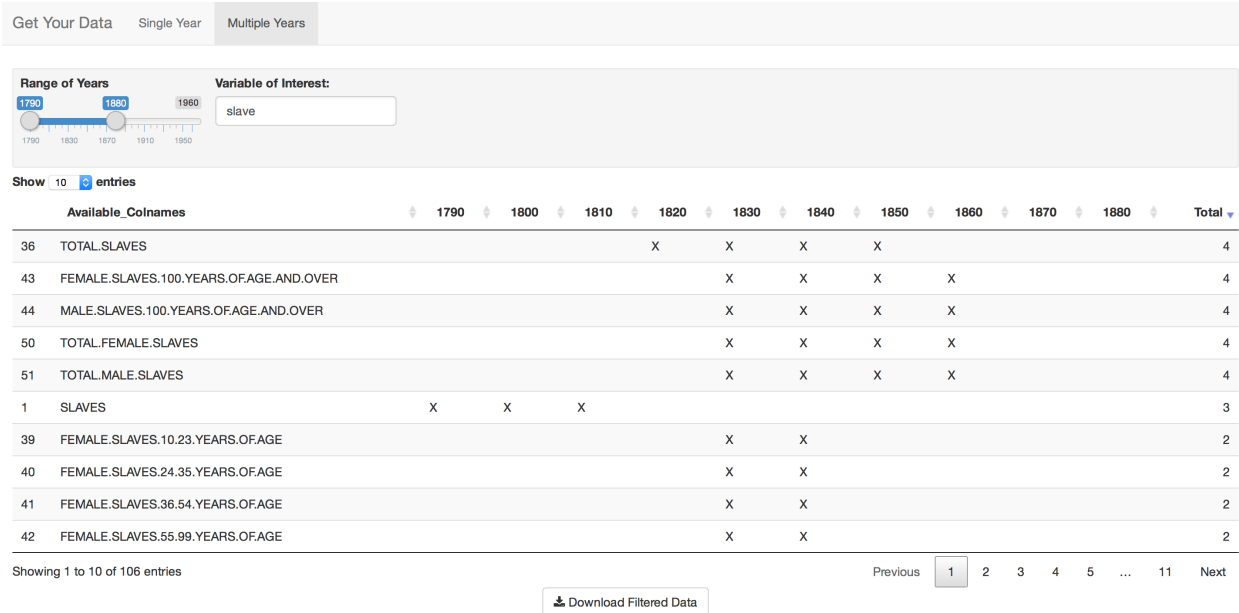 Get Your Data Single Year Multiple Years
Range of Years Variable of Interest:
1790 1880 1960
slave
1790 1830 1870 1910 1950
Show 10 entries
Available_Colnames 1790 1800 1810 1820 1830 1840 1850 1860 1870 1880 Total
36 TOTAL.SLAVES X X X X 4
43 FEMALE.SLAVES.100.YEARS.OF.AGE.AND.OVER X X X X 4
44 MALE.SLAVES.100.YEARS.OF.AGE.AND.OVER X X X X 4
50 TOTAL.FEMALE.SLAVES X X X X 4
51 TOTAL.MALE.SLAVES X X X X 4
1 SLAVES X X X 3
39 FEMALE.SLAVES.10.23.YEARS.OF.AGE X X 2
40 FEMALE.SLAVES.24.35.YEARS.OF.AGE X X 2
41 FEMALE.SLAVES.36.54.YEARS.OF.AGE X X 2
42 FEMALE.SLAVES.55.99.YEARS.OF.AGE X X 2
Showing 1 to 10 of 106 entries Previous 1 2 3 4 5 ... 11 Next
Download Filtered Data